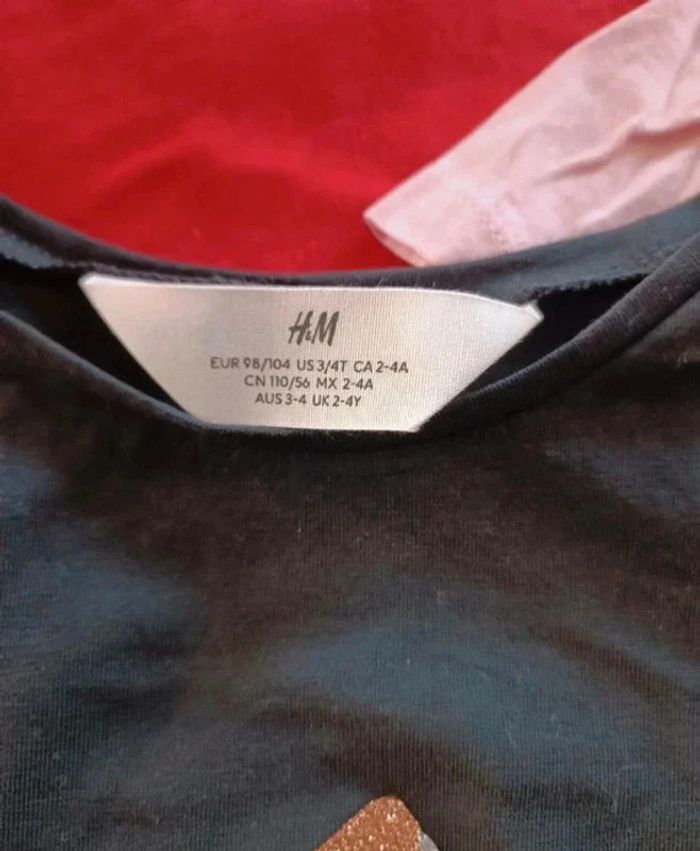 H&M
EUR 98/104 US 3/4T CA 2-4A
CN 110/56 MX 2-4A
AUS 3-4 UK 2-4Y